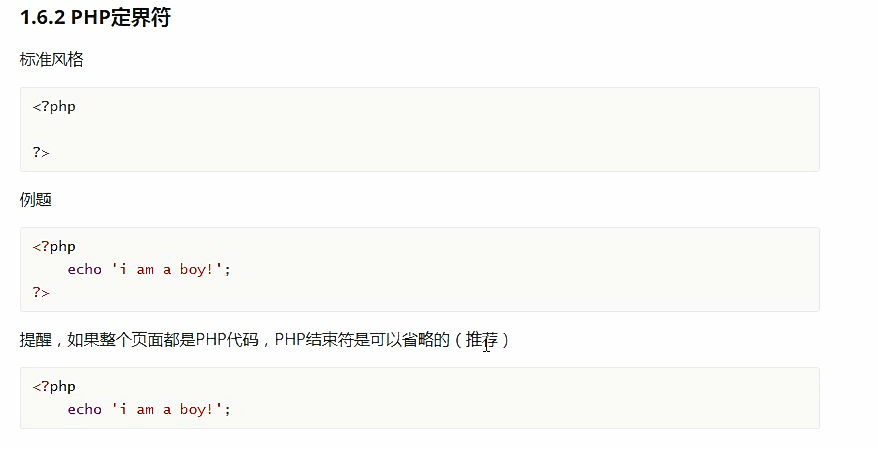 1.6.2 PHP定界符
标准风格
<?php
?>
例题
<?php
echo 'i am a boy!';
?>
提醒，如果整个页面都是PHP代码，PHP结束符是可以省略的（推荐）
<?php
echo 'i am a boy!';